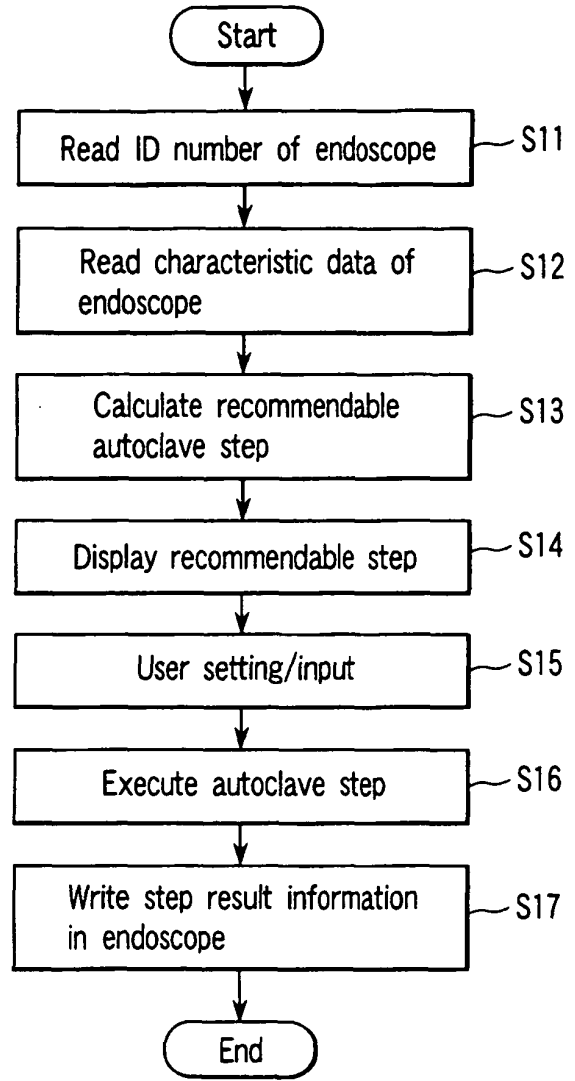 Start
Read ID number of endoscope
S11
Read characteristic data of
endoscope
S12
Calculate recommendable
autoclave step
S13
Display recommendable step
S14
User setting/input
S15
Execute autoclave step
S16
Write step result information
in endoscope
S17
End